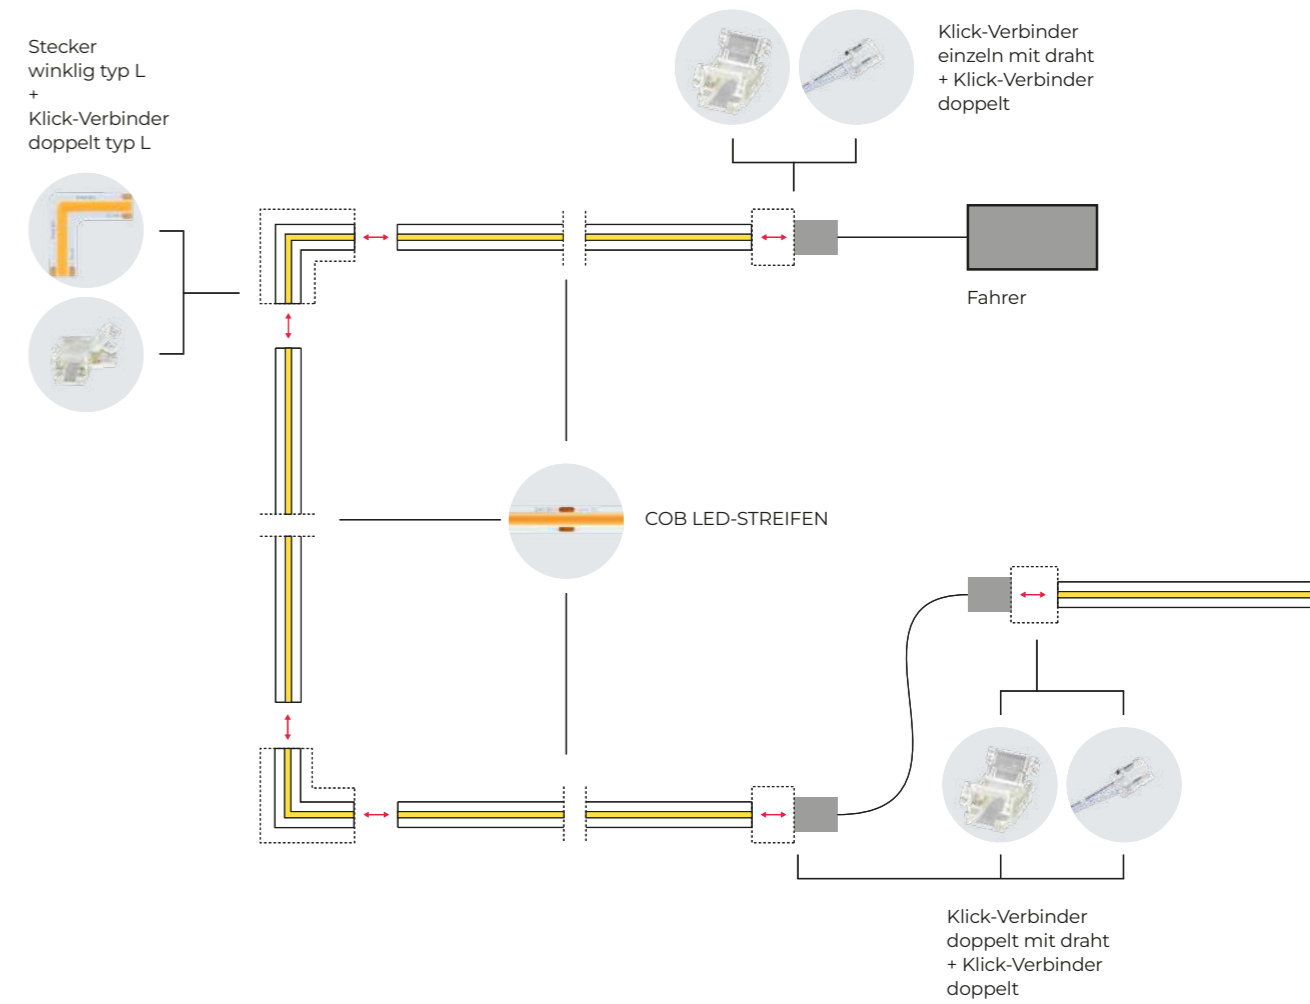 Stecker
winklig typ L
+
Klick-Verbinder
doppelt typ L
Klick-Verbinder
einzeln mit draht
+ Klick-Verbinder
doppelt
Fahrer
COB LED-STREIFEN
Klick-Verbinder
doppelt mit draht
+ Klick-Verbinder
doppelt